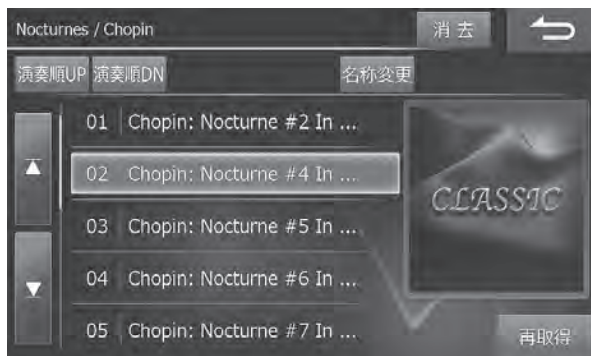 Nocturnes / Chopin 消去
演奏順UP 演奏順DN 名称変更
01 Chopin: Nocturne #2 In ...
02 Chopin: Nocturne #4 In ...
03 Chopin: Nocturne #5 In ...
04 Chopin: Nocturne #6 In ...
05 Chopin: Nocturne #7 In ...
CLASSIC
再取得